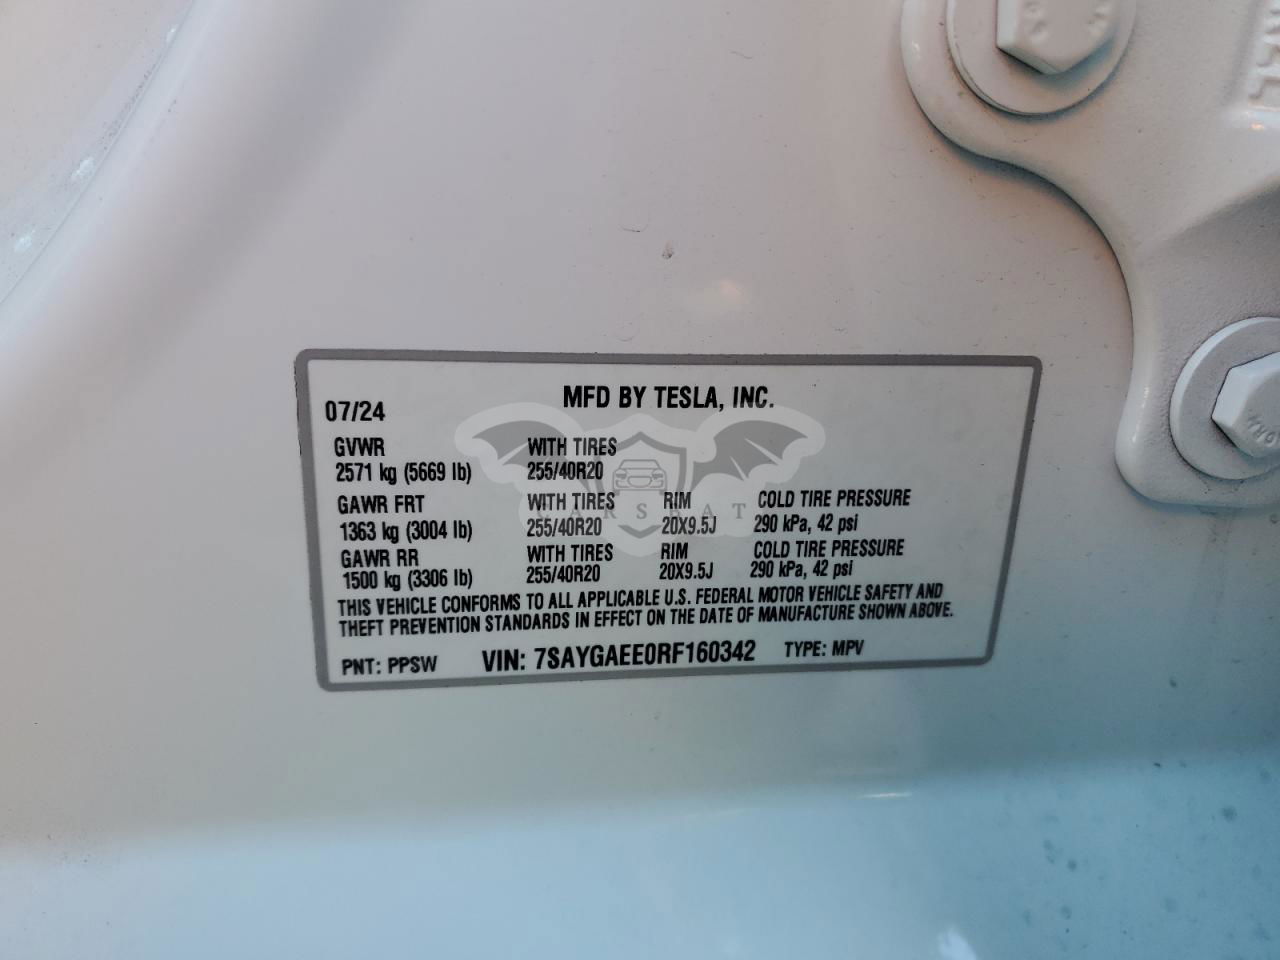 MFD BY TESLA, INC.
07/24
GVWR WITH TIRES
2571 kg (5669 lb) 255/40R20
GAWR FRT WITH TIRES RIM COLD TIRE PRESSURE
1363 kg (3004 lb) 255/40R20 20X9.5J 290 kPa, 42 psi
GAWR RR WITH TIRES RIM COLD TIRE PRESSURE
1500 kg (3306 lb) 255/40R20 20X9.5J 290 kPa, 42 psi
THIS VEHICLE CONFORMS TO ALL APPLICABLE U.S. FEDERAL MOTOR VEHICLE SAFETY AND
THEFT PREVENTION STANDARDS IN EFFECT ON THE DATE OF MANUFACTURE SHOWN ABOVE.
PNT: PPSW VIN: 7SAYGAEE0RF160342 TYPE: MPV
CARSBAT